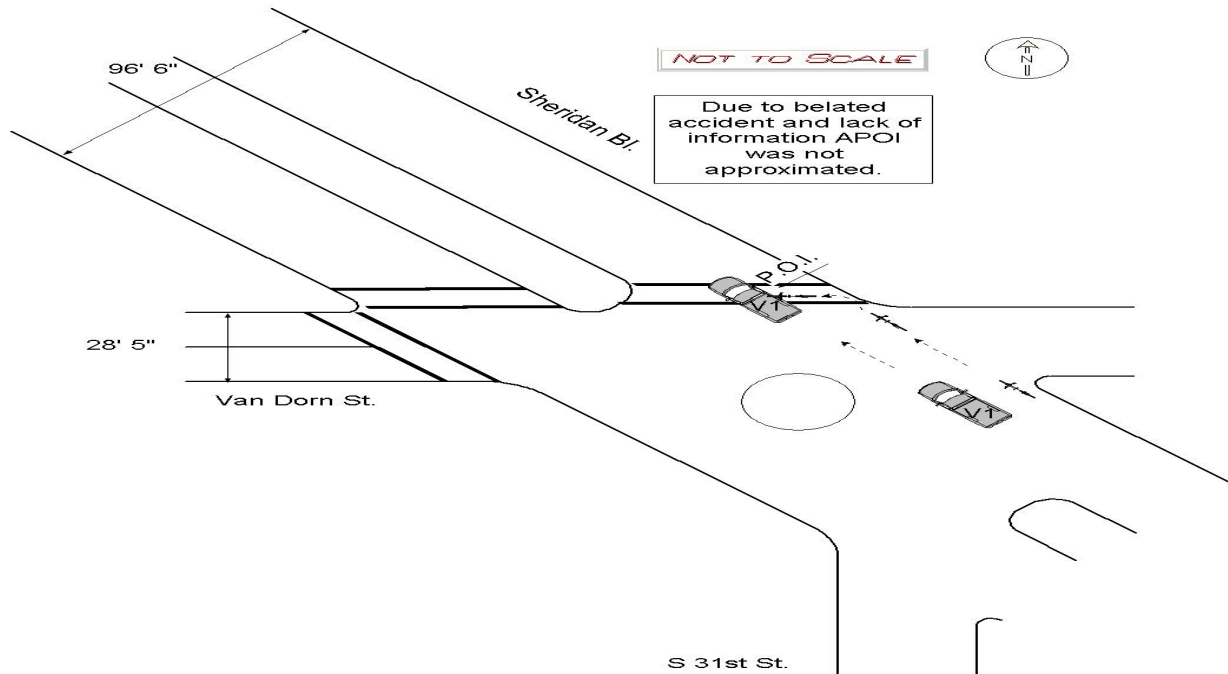 96' 6"
NOT TO SCALE
N
Sheridan Bl.
Due to belated
accident and lack of
information APOI
was not
approximated.
P.O.I.
V1
28' 5"
Van Dorn St.
V1
S 31st St.